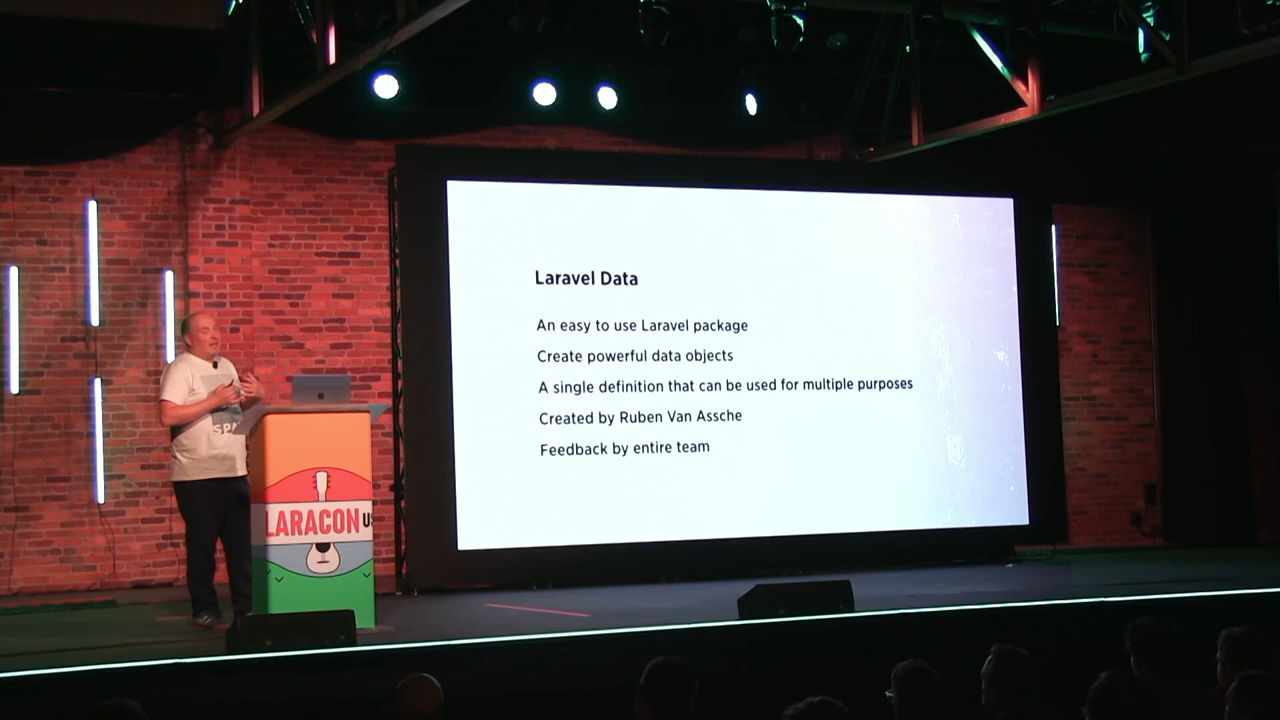 Laravel Data
An easy to use Laravel package
Create powerful data objects
A single definition that can be used for multiple purposes
Created by Ruben Van Assche
Feedback by entire team
LARACON US